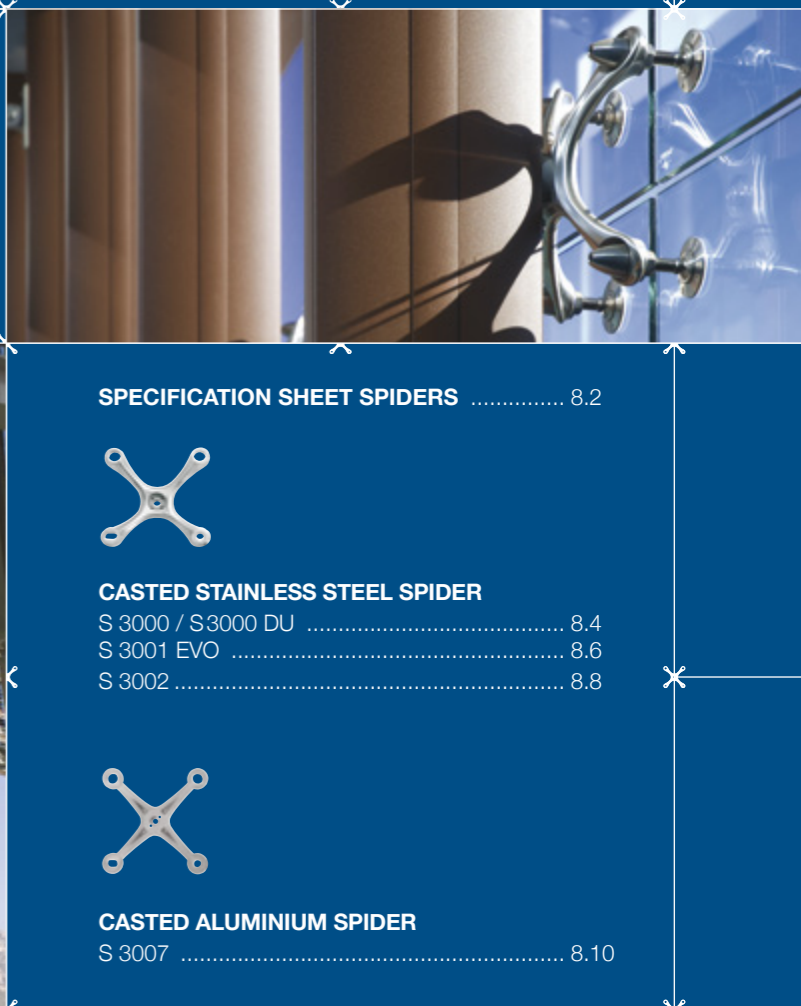 SPECIFICATION SHEET SPIDERS ............... 8.2
CASTED STAINLESS STEEL SPIDER
S 3000 / S 3000 DU ......................................... 8.4
S 3001 EVO ..................................................... 8.6
S 3002 .............................................................. 8.8
CASTED ALUMINIUM SPIDER
S 3007 ............................................................. 8.10